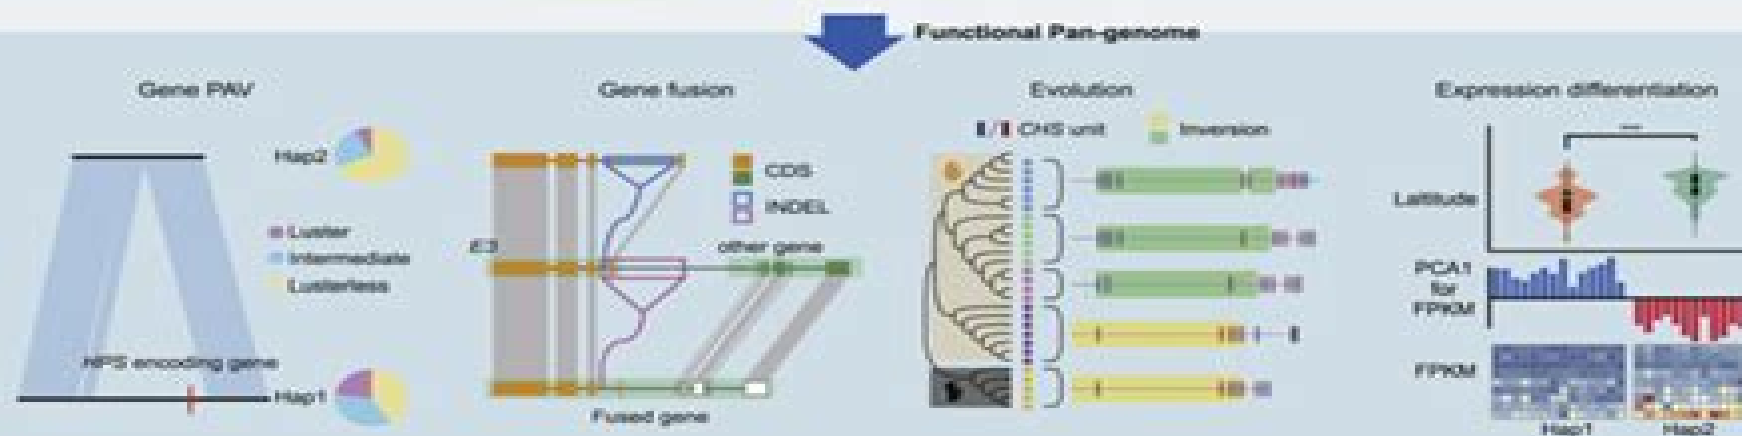 Functional Pan-genome
Gene PAV
Hap2
Luster
Intermediate
Lusterless
HPS encoding gene
Hap1
Gene fusion
CDS
INDEL
E3
other gene
Fused gene
Evolution
CHS unit
Inversion
Expression differentiation
Latitude
PCA1
for
FPKM
FPKM
Hap1
Hap2